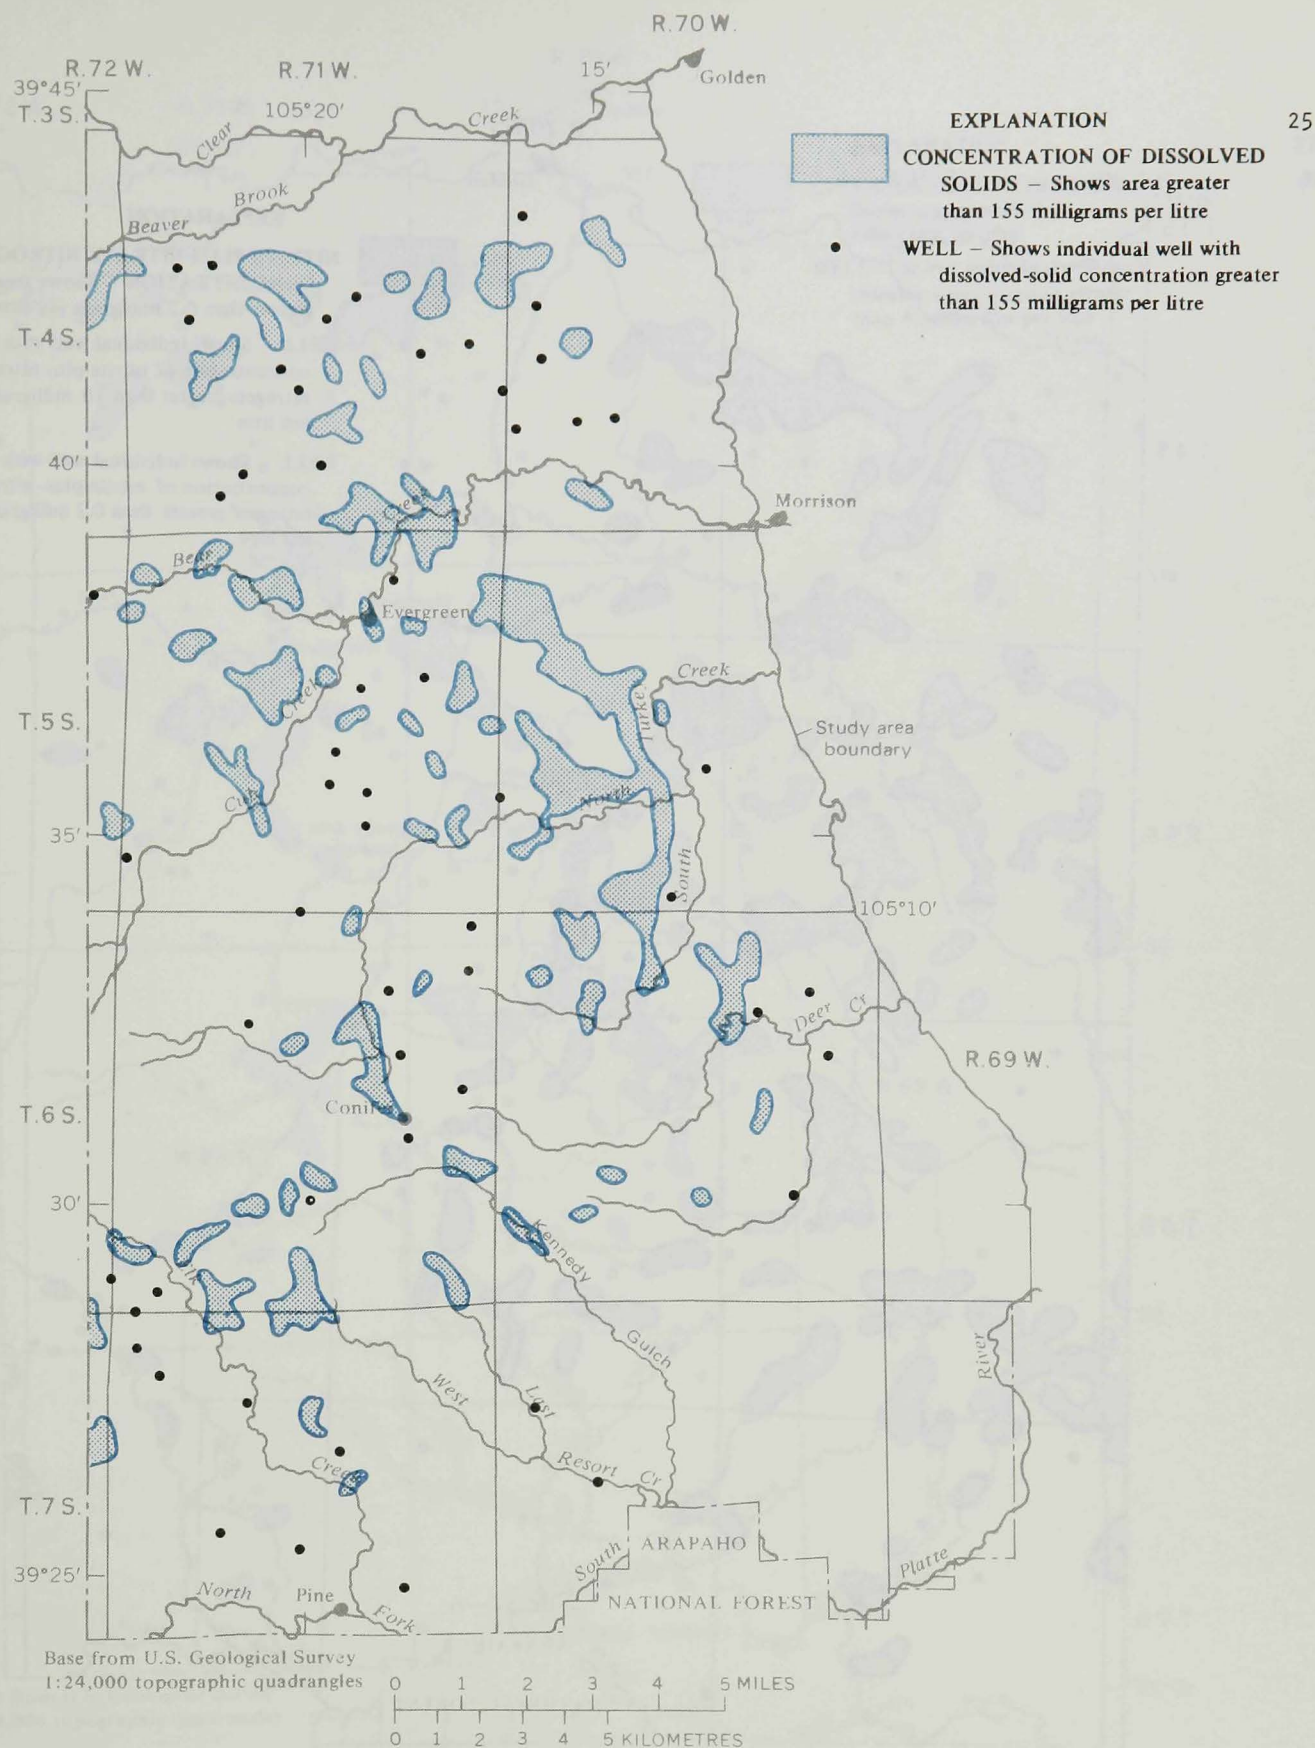 R.70 W.
R.72 W.
R.71 W.
15'
Golden
39°45'
T.3 S.
105°20'
Clear
Creek
EXPLANATION
25
CONCENTRATION OF DISSOLVED
SOLIDS – Shows area greater
than 155 milligrams per litre
Brook
Beaver
WELL – Shows individual well with
dissolved-solid concentration greater
than 155 milligrams per litre
T.4 S.
40'
Creek
Morrison
Bear
Evergreen
Creek
Creek
Turkey
T.5 S.
Study area
boundary
Cub
North
35'
South
105°10'
Deer Cr
R.69 W.
T.6 S.
Conifer
30'
Kennedy
Elk
Gulch
River
West
Last
Creek
Resort Cr
T.7 S.
ARAPAHO
South
Platte
39°25'
North
Pine
Fork
NATIONAL FOREST
Base from U.S. Geological Survey
1:24,000 topographic quadrangles
0 1 2 3 4 5 MILES
0 1 2 3 4 5 KILOMETRES